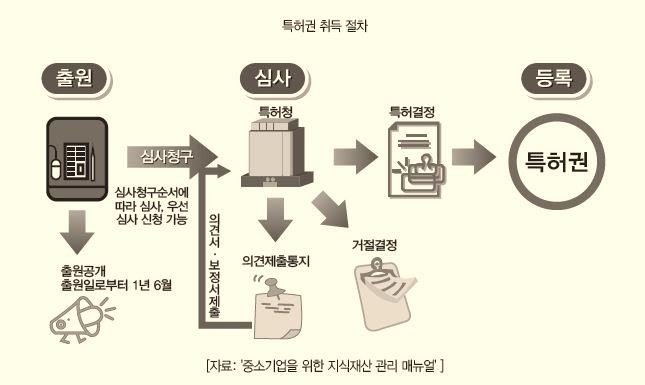 특허권 취득 절차
출원
심사
등록
특허청
특허결정
심사청구
특허권
심사청구순서에
따라 심사, 우선
심사 신청 가능
의견서·보정서제출
의견제출통지
거절결정
출원공개
출원일로부터 1년 6월
[자료: '중소기업을 위한 지식재산 관리 매뉴얼' ]